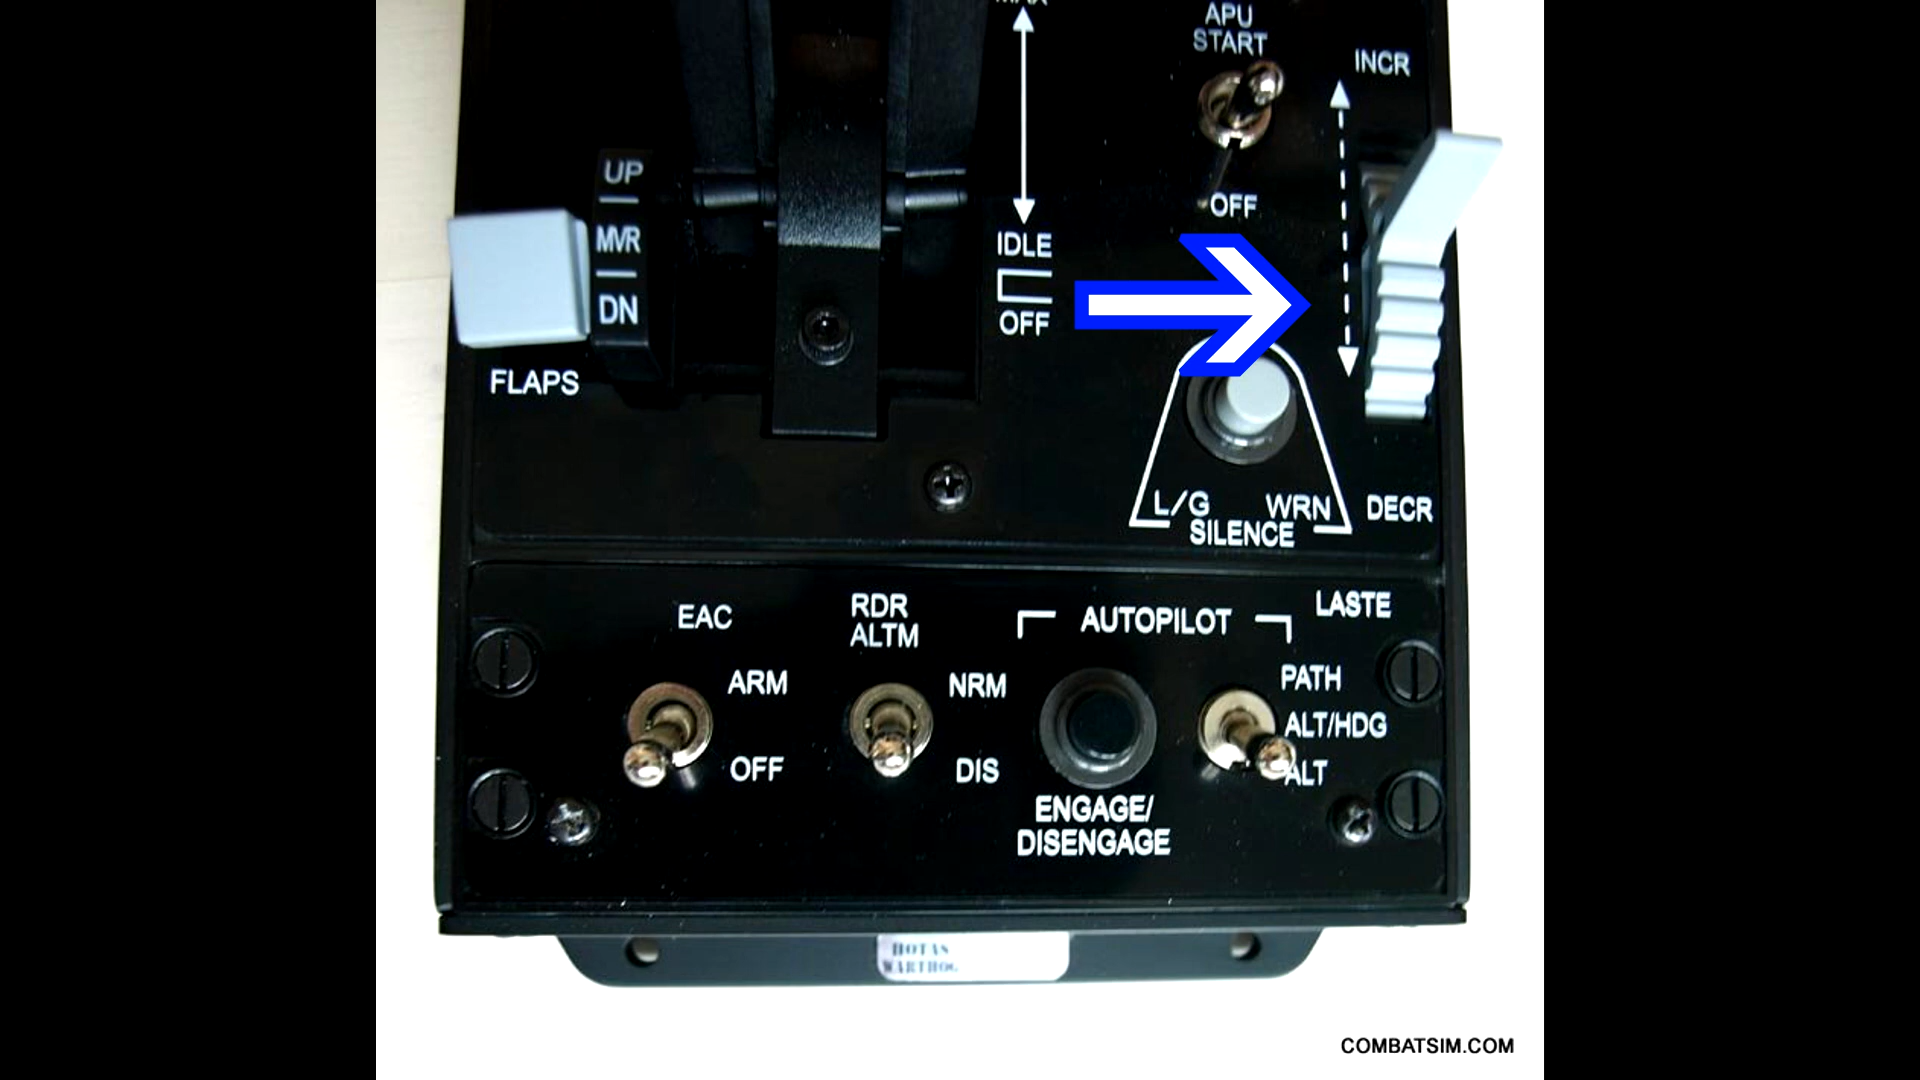 MAX
APU
START
INCR
UP
MVR
DN
OFF
IDLE
OFF
FLAPS
L/G WRN
SILENCE
DECR
EAC
RDR
ALTM
AUTOPILOT
LASTE
ARM
NRM
PATH
ALT/HDG
OFF
DIS
ALT
ENGAGE/
DISENGAGE
HOTAS
WARTHOG
COMBATSIM.COM